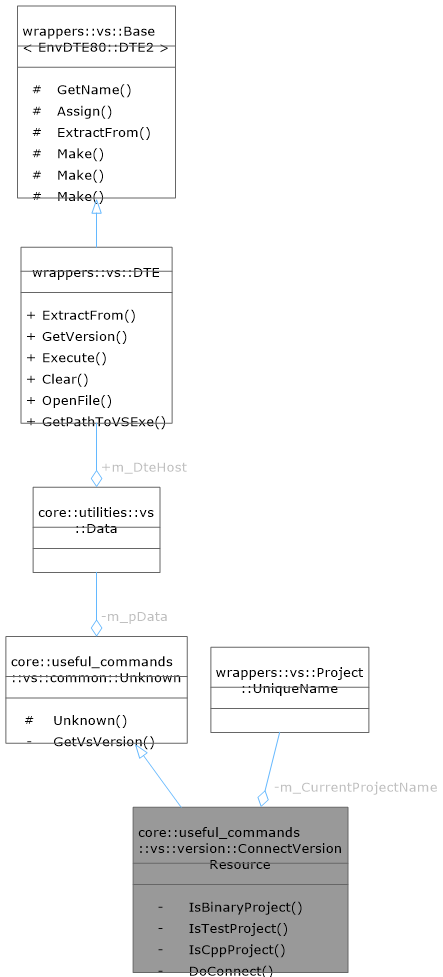 wrappers::vs::Base
< EnvDTE80::DTE2 >
# GetName()
# Assign()
# ExtractFrom()
# Make()
# Make()
# Make()
wrappers::vs::DTE
+ ExtractFrom()
+ GetVersion()
+ Execute()
+ Clear()
+ OpenFile()
+ GetPathToVSExe()
+m_DteHost
core::utilities::vs
::Data
-m_pData
core::useful_commands
::vs::common::Unknown
# Unknown()
- GetVsVersion()
wrappers::vs::Project
::UniqueName
-m_CurrentProjectName
core::useful_commands
::vs::version::ConnectVersion
Resource
- IsBinaryProject()
- IsTestProject()
- IsCppProject()
- DoConnect()